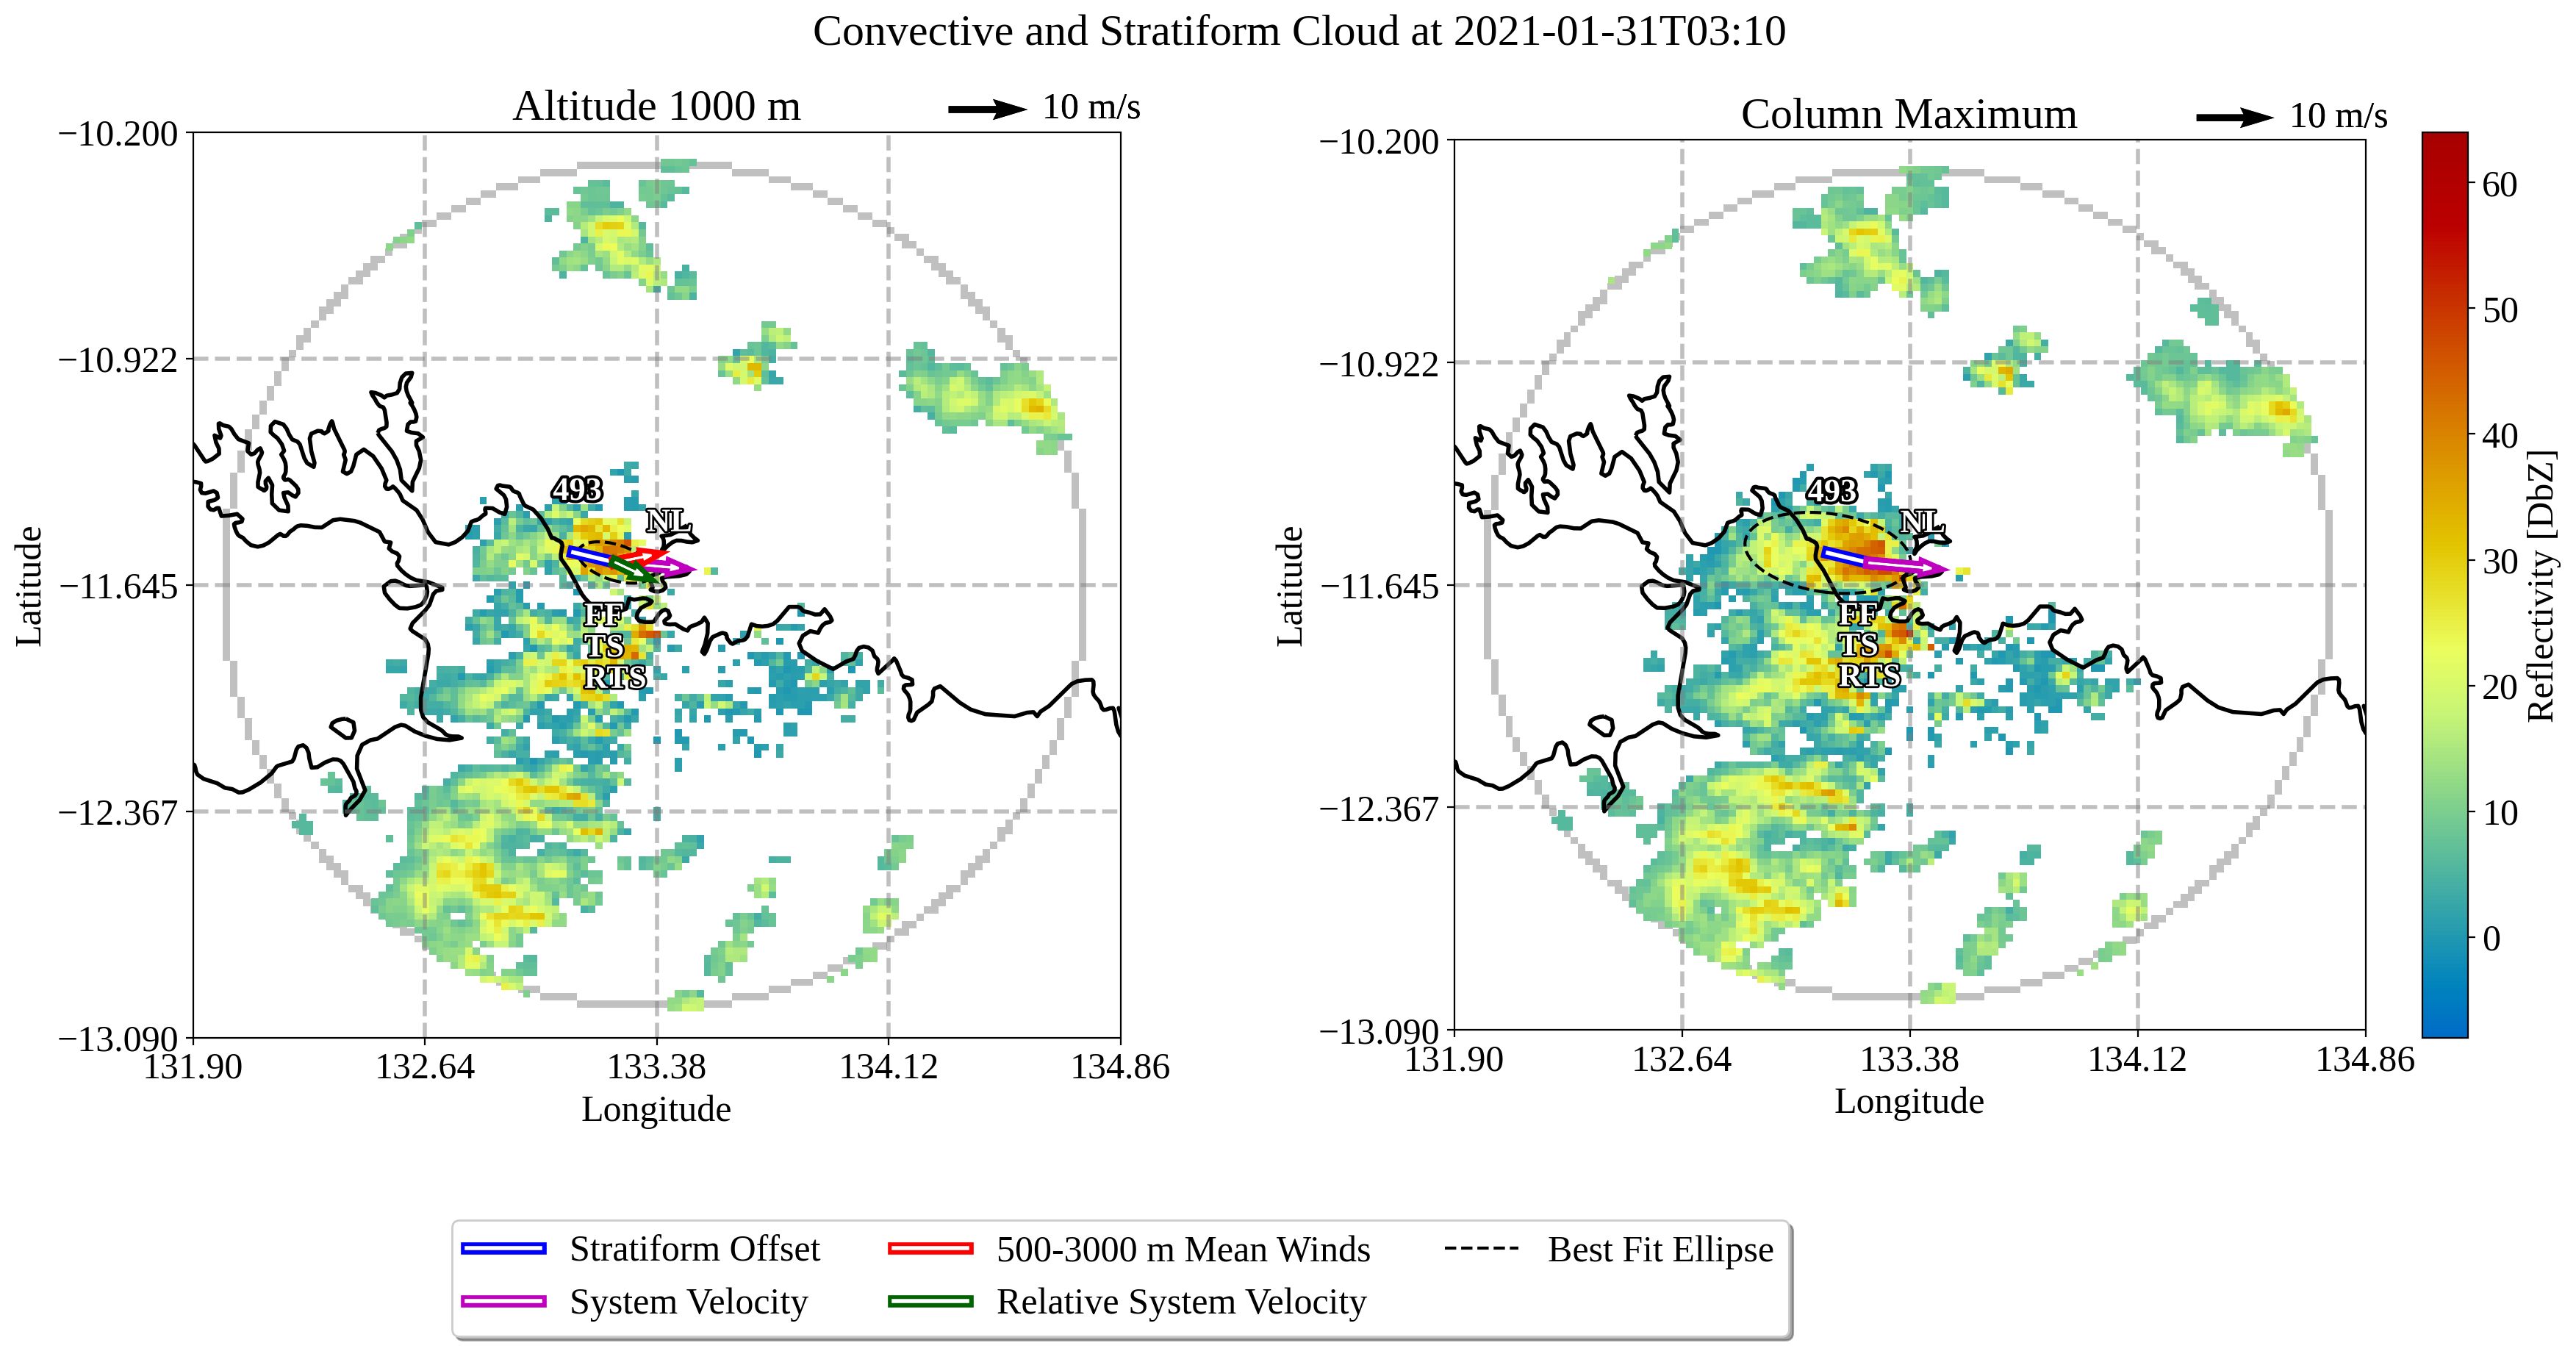 Convective and Stratiform Cloud at 2021-01-31T03:10
Altitude 1000 m
10 m/s
−10.200
−10.922
−11.645
−12.367
−13.090
Latitude
493
NL
FF
TS
RTS
131.90
132.64
133.38
134.12
134.86
Longitude
Column Maximum
10 m/s
−10.200
−10.922
−11.645
−12.367
−13.090
Latitude
493
NL
FF
TS
RTS
131.90
132.64
133.38
134.12
134.86
Longitude
60
50
40
30
20
10
0
Reflectivity [DbZ]
Stratiform Offset
System Velocity
500-3000 m Mean Winds
Relative System Velocity
Best Fit Ellipse